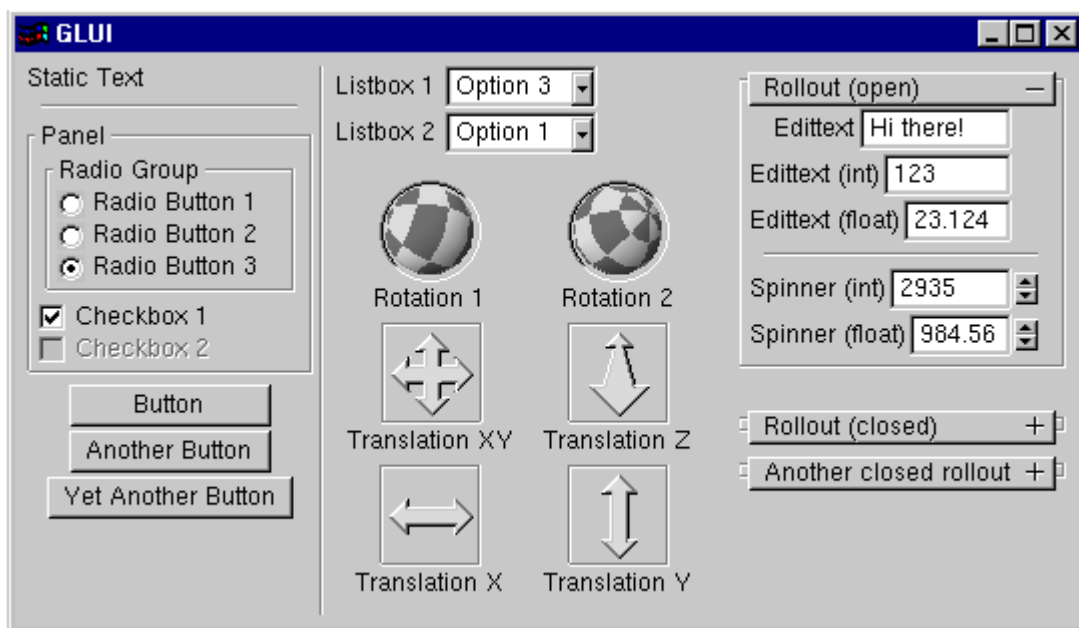 GLUI
Static Text
Panel
Radio Group
Radio Button 1
Radio Button 2
Radio Button 3
Checkbox 1
Checkbox 2
Button
Another Button
Yet Another Button
Listbox 1 Option 3
Listbox 2 Option 1
Rotation 1 Rotation 2
Translation XY Translation Z
Translation X Translation Y
Rollout (open)
Edittext Hi there!
Edittext (int) 123
Edittext (float) 23.124
Spinner (int) 2935
Spinner (float) 984.56
Rollout (closed)
Another closed rollout